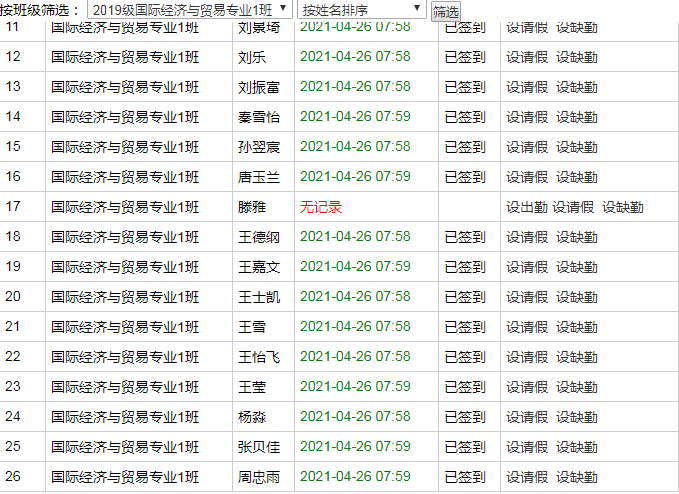 按班级筛选： 2019级国际经济与贸易专业1班 按姓名排序 筛选
11 国际经济与贸易专业1班 刘景琦 2021-04-26 07:58 已签到 设请假 设缺勤
12 国际经济与贸易专业1班 刘乐 2021-04-26 07:58 已签到 设请假 设缺勤
13 国际经济与贸易专业1班 刘振富 2021-04-26 07:58 已签到 设请假 设缺勤
14 国际经济与贸易专业1班 秦雪怡 2021-04-26 07:59 已签到 设请假 设缺勤
15 国际经济与贸易专业1班 孙翌宸 2021-04-26 07:58 已签到 设请假 设缺勤
16 国际经济与贸易专业1班 唐玉兰 2021-04-26 07:59 已签到 设请假 设缺勤
17 国际经济与贸易专业1班 滕雅 无记录 设出勤 设请假 设缺勤
18 国际经济与贸易专业1班 王德纲 2021-04-26 07:58 已签到 设请假 设缺勤
19 国际经济与贸易专业1班 王嘉文 2021-04-26 07:59 已签到 设请假 设缺勤
20 国际经济与贸易专业1班 王士凯 2021-04-26 07:58 已签到 设请假 设缺勤
21 国际经济与贸易专业1班 王雪 2021-04-26 07:58 已签到 设请假 设缺勤
22 国际经济与贸易专业1班 王怡飞 2021-04-26 07:58 已签到 设请假 设缺勤
23 国际经济与贸易专业1班 王莹 2021-04-26 07:59 已签到 设请假 设缺勤
24 国际经济与贸易专业1班 杨淼 2021-04-26 07:58 已签到 设请假 设缺勤
25 国际经济与贸易专业1班 张贝佳 2021-04-26 07:59 已签到 设请假 设缺勤
26 国际经济与贸易专业1班 周忠雨 2021-04-26 07:59 已签到 设请假 设缺勤